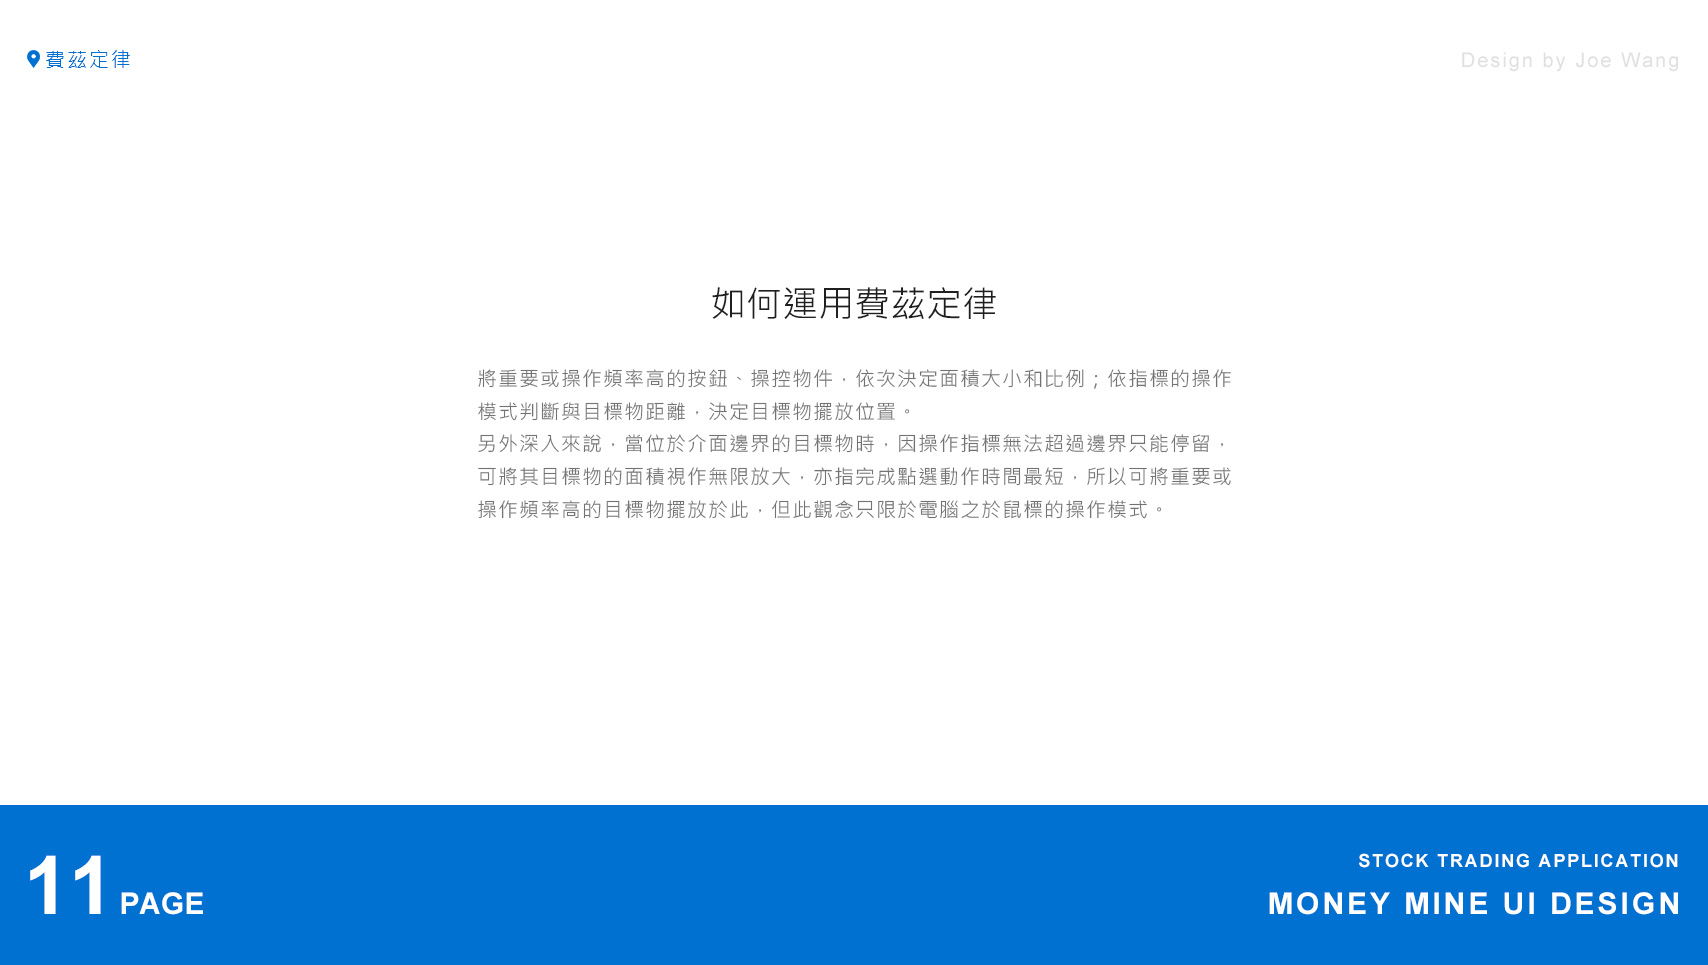 費茲定律
Design by Joe Wang
如何運用費茲定律
將重要或操作頻率高的按鈕、操控物件，依次決定面積大小和比例；依指標的操作
模式判斷與目標物距離，決定目標物擺放位置。
另外深入來說，當位於介面邊界的目標物時，因操作指標無法超過邊界只能停留，
可將其目標物的面積視作無限放大，亦指完成點選動作時間最短，所以可將重要或
操作頻率高的目標物擺放於此，但此觀念只限於電腦之於鼠標的操作模式。
11 PAGE
STOCK TRADING APPLICATION
MONEY MINE UI DESIGN